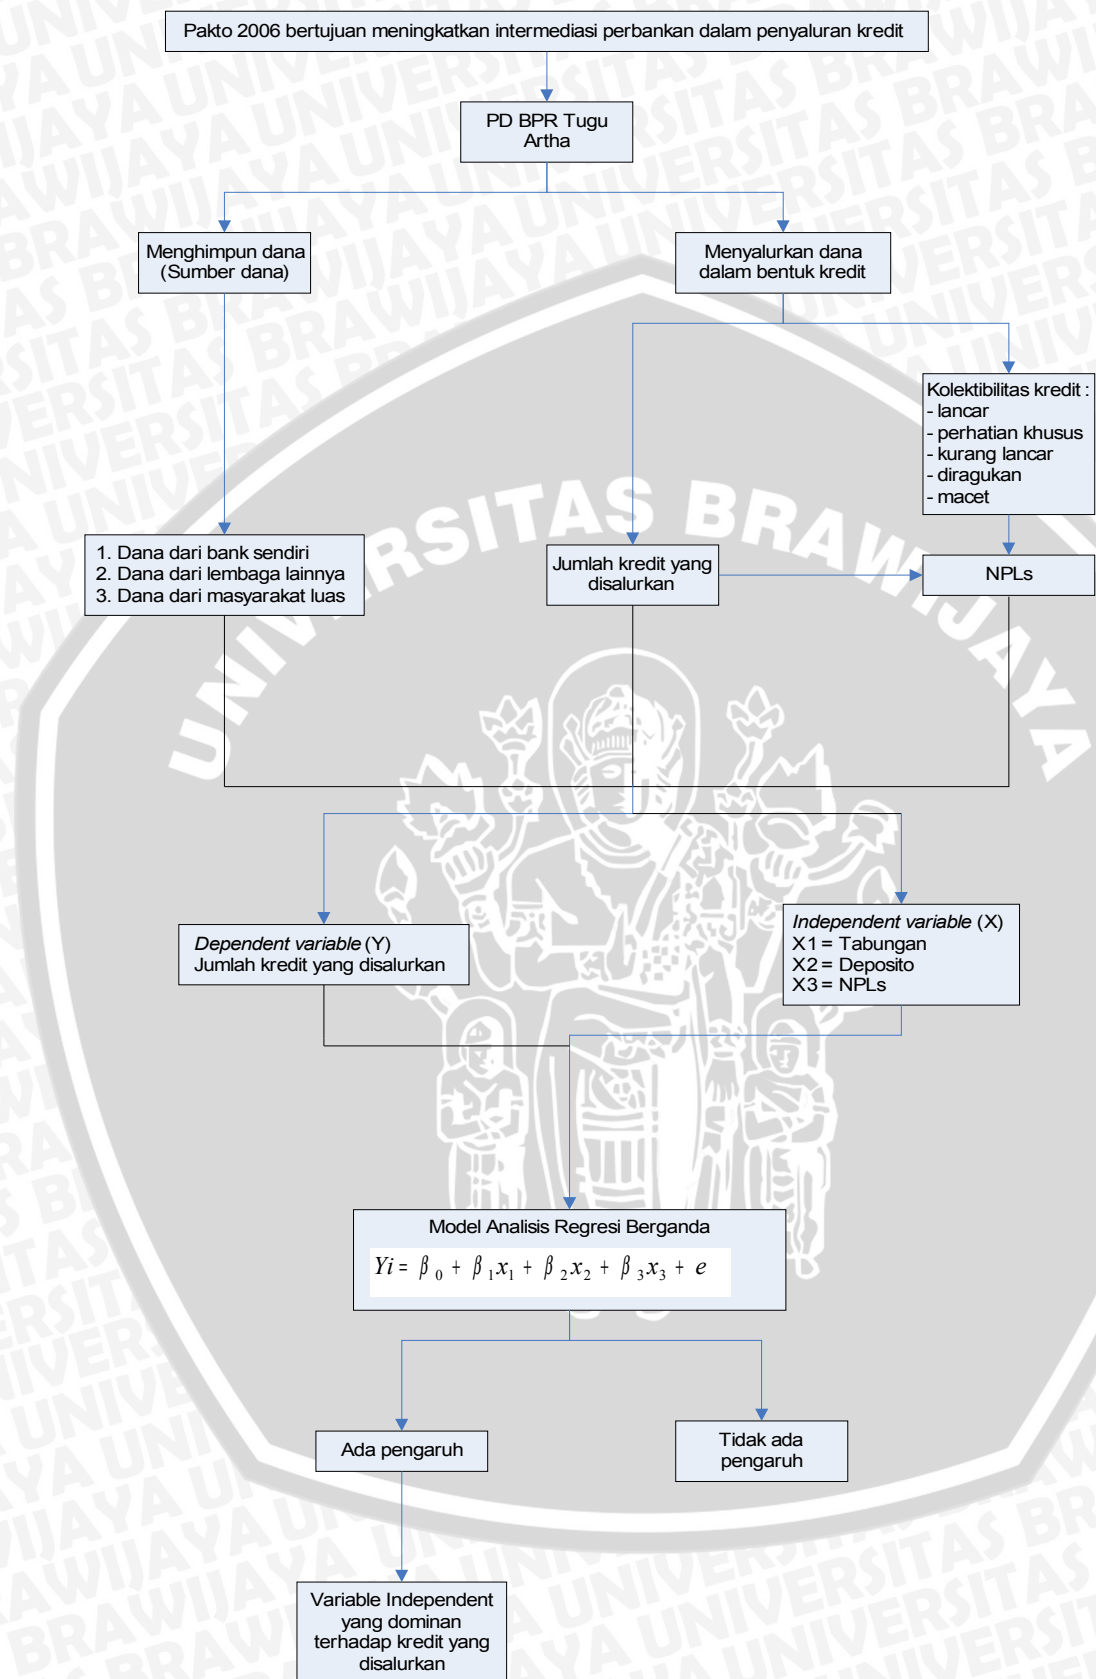 Pakto 2006 bertujuan meningkatkan intermediasi perbankan dalam penyaluran kredit
PD BPR Tugu
Artha
Menghimpun dana
(Sumber dana)
Menyalurkan dana
dalam bentuk kredit
Kolektibilitas kredit :
- lancar
- perhatian khusus
- kurang lancar
- diragukan
- macet
1. Dana dari bank sendiri
2. Dana dari lembaga lainnya
3. Dana dari masyarakat luas
Jumlah kredit yang
disalurkan
NPLs
UNIVERSITAS BRAWIJAYA
Dependent variable (Y)
Jumlah kredit yang disalurkan
Independent variable (X)
X1 = Tabungan
X2 = Deposito
X3 = NPLs
Model Analisis Regresi Berganda
Yi = β₀ + β₁x₁ + β₂x₂ + β₃x₃ + e
Ada pengaruh
Tidak ada
pengaruh
Variable Independent
yang dominan
terhadap kredit yang
disalurkan